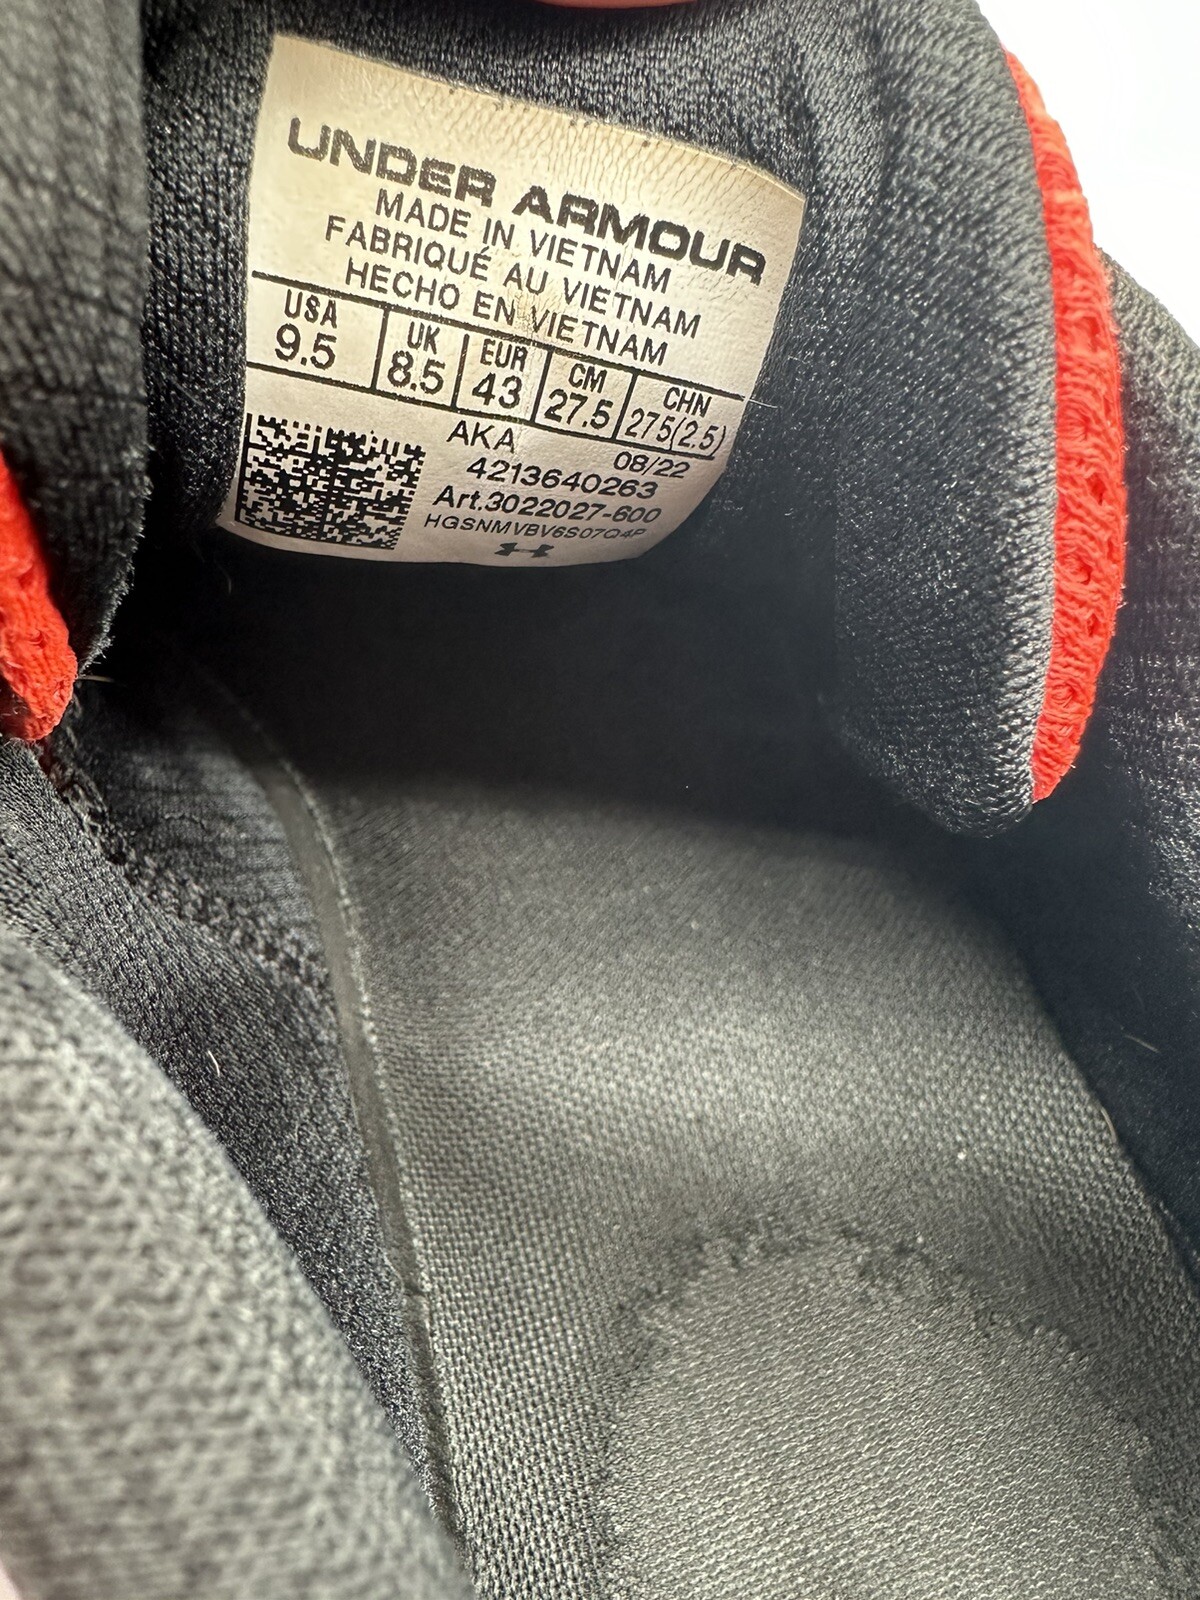 UNDER ARMOUR
MADE IN VIETNAM
FABRIQUÉ AU VIETNAM
HECHO EN VIETNAM
USA UK EUR CM CHN
9.5 8.5 43 27.5 275(2.5)
AKA 08/22
4213640263
Art.3022027-600
HGSNMVBV6S07Q4P